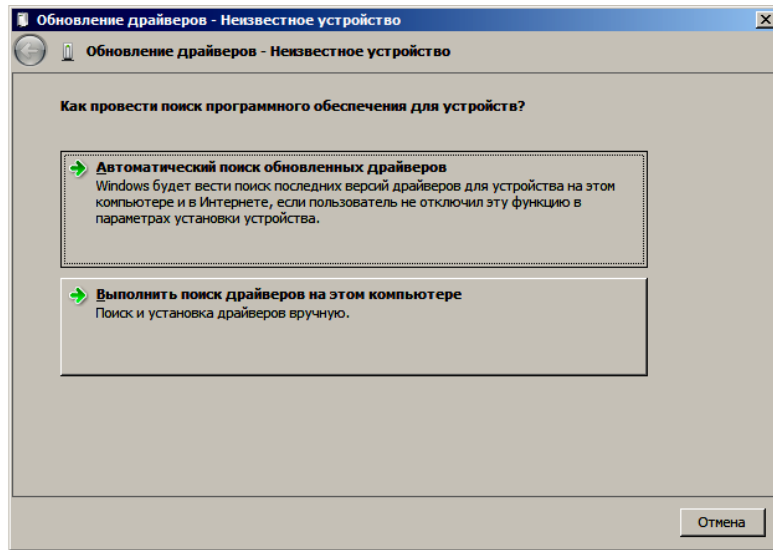 Обновление драйверов - Неизвестное устройство
Обновление драйверов - Неизвестное устройство
Как провести поиск программного обеспечения для устройств?
Автоматический поиск обновленных драйверов
Windows будет вести поиск последних версий драйверов для устройства на этом
компьютере и в Интернете, если пользователь не отключил эту функцию в
параметрах установки устройства.
Выполнить поиск драйверов на этом компьютере
Поиск и установка драйверов вручную.
Отмена